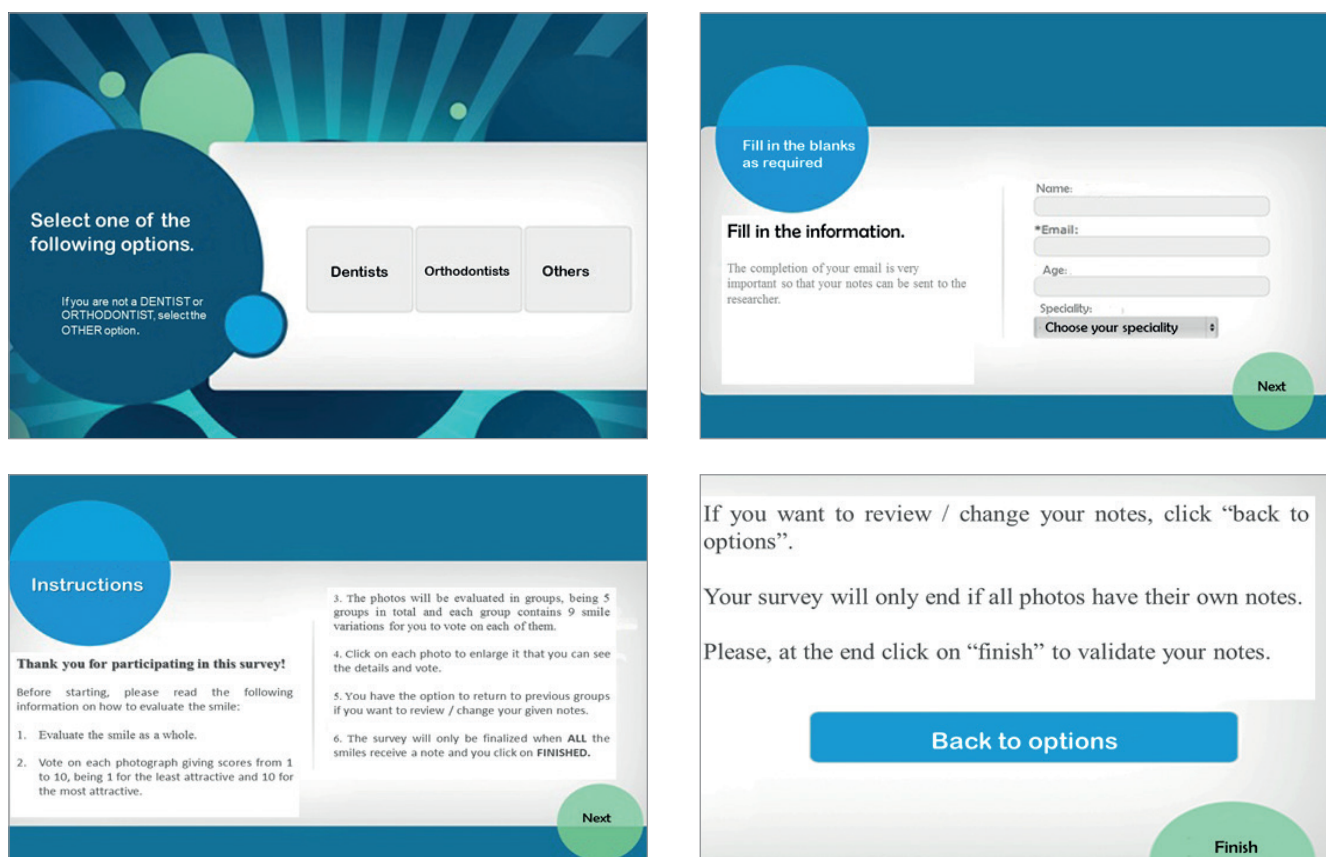 Select one of the
following options.
If you are not a DENTIST or
ORTHODONTIST, select the
OTHER option.
Dentists
Orthodontists
Others
Fill in the blanks
as required
Fill in the information.
The completion of your email is very
important so that your notes can be sent to the
researcher.
Name:
*Email:
Age:
Speciality:
Choose your speciality
Next
Instructions
Thank you for participating in this survey!
Before starting, please read the following
information on how to evaluate the smile:
1. Evaluate the smile as a whole.
2. Vote on each photograph giving scores from 1
to 10, being 1 for the least attractive and 10 for
the most attractive.
3. The photos will be evaluated in groups, being 5
groups in total and each group contains 9 smile
variations for you to vote on each of them.
4. Click on each photo to enlarge it that you can see
the details and vote.
5. You have the option to return to previous groups
if you want to review / change your given notes.
6. The survey will only be finalized when ALL the
smiles receive a note and you click on FINISHED.
Next
If you want to review / change your notes, click “back to
options”.
Your survey will only end if all photos have their own notes.
Please, at the end click on “finish” to validate your notes.
Back to options
Finish